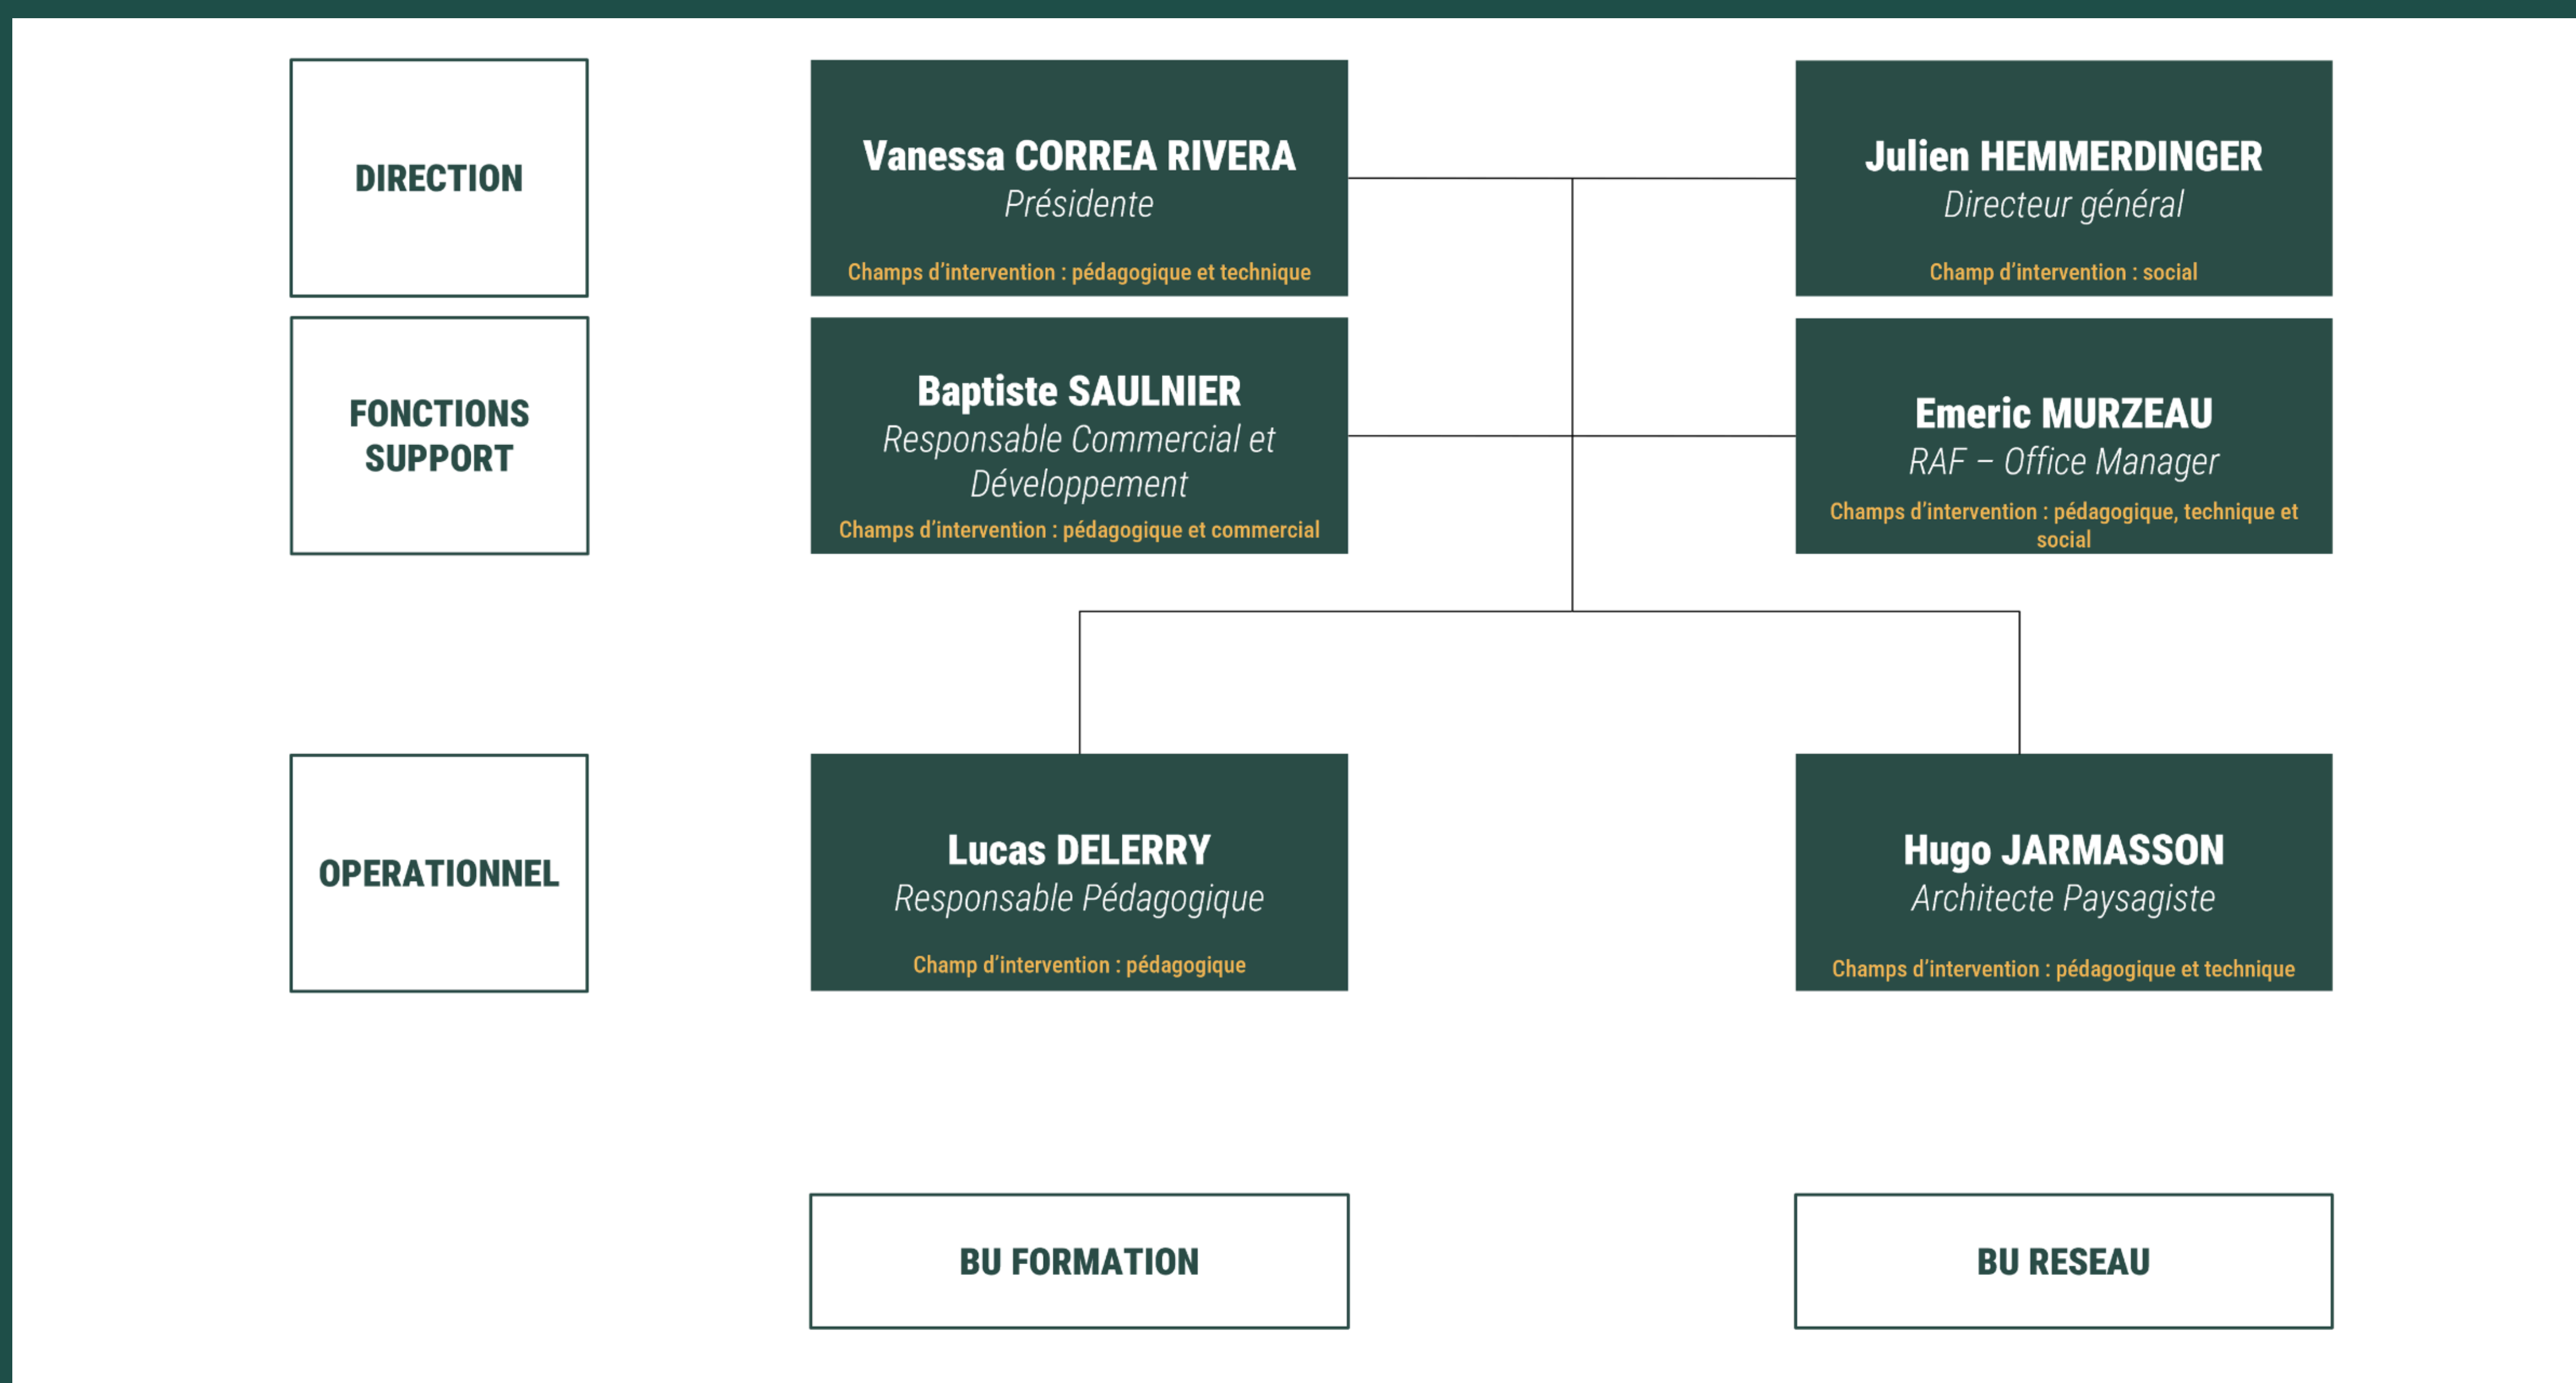 DIRECTION
Vanessa CORREA RIVERA
Présidente
Champs d'intervention : pédagogique et technique
Julien HEMMERDINGER
Directeur général
Champ d'intervention : social
FONCTIONS
SUPPORT
Baptiste SAULNIER
Responsable Commercial et
Développement
Champs d'intervention : pédagogique et commercial
Emeric MURZEAU
RAF – Office Manager
Champs d'intervention : pédagogique, technique et
social
OPERATIONNEL
Lucas DELERRY
Responsable Pédagogique
Champ d'intervention : pédagogique
Hugo JARMASSON
Architecte Paysagiste
Champs d'intervention : pédagogique et technique
BU FORMATION
BU RESEAU